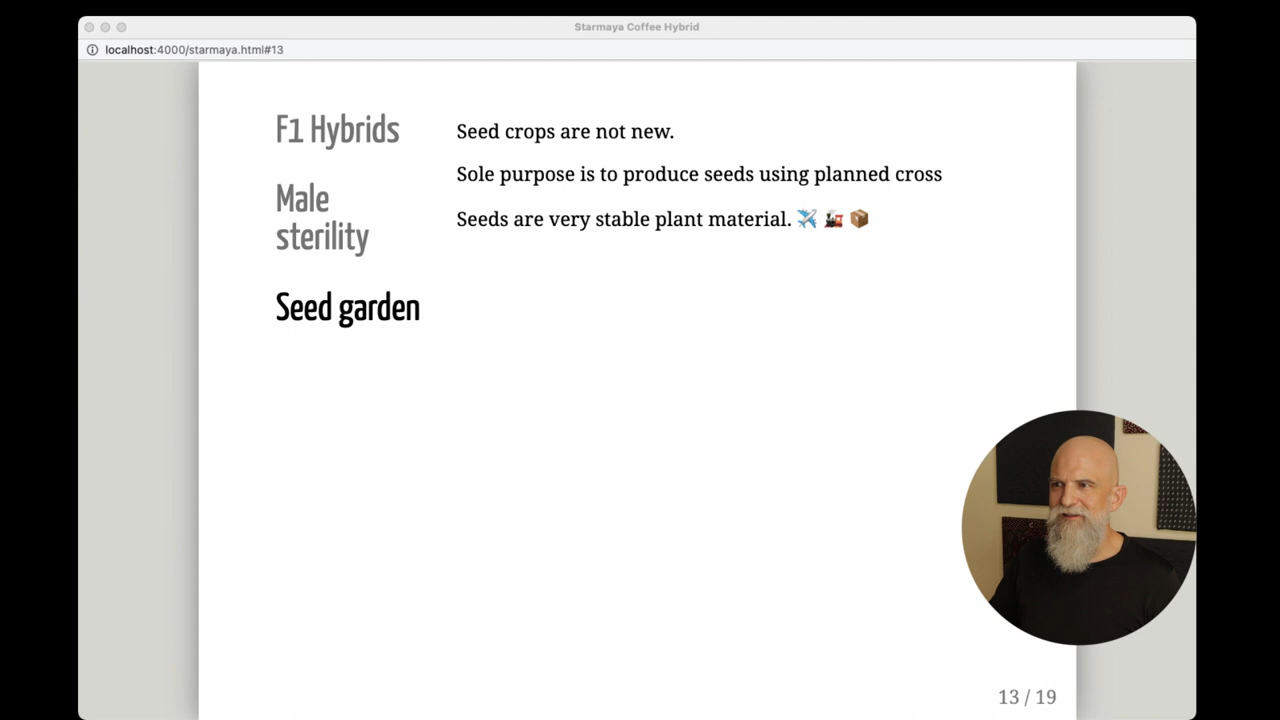 Starmaya Coffee Hybrid
localhost:4000/starmaya.html#13
F1 Hybrids
Male
sterility
Seed garden
Seed crops are not new.
Sole purpose is to produce seeds using planned cross
Seeds are very stable plant material. ✈️ 🚂 📦
13 / 19